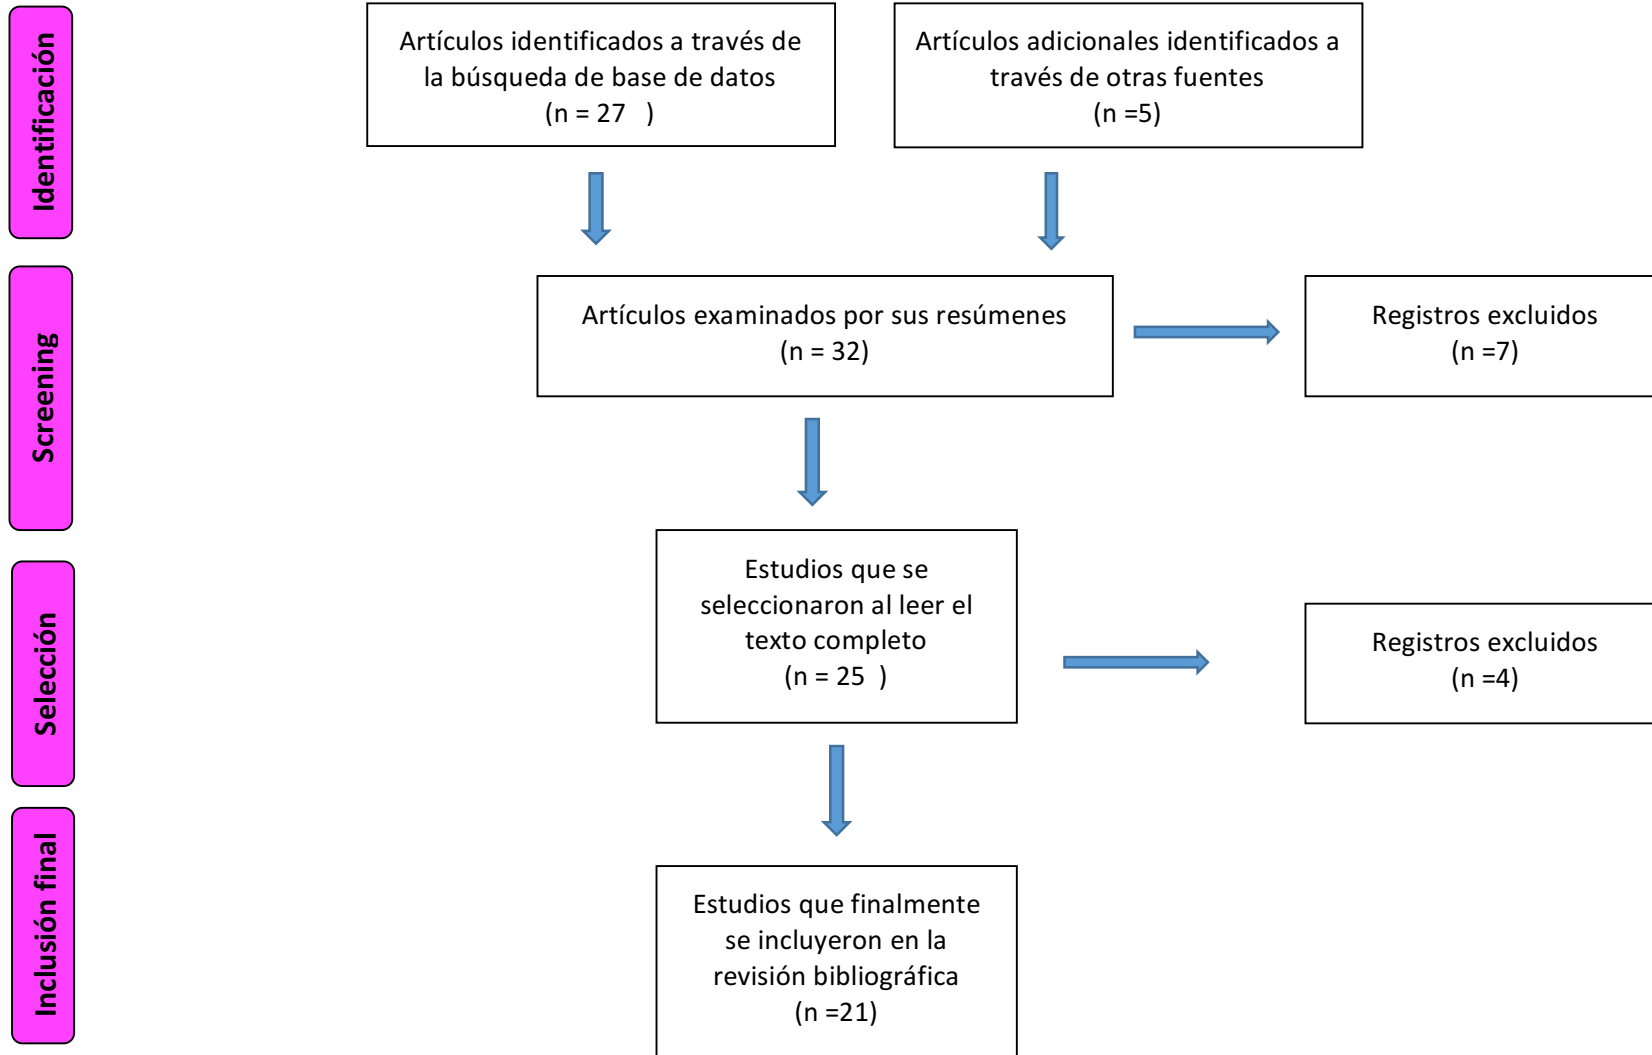 Identificación
Artículos identificados a través de
la búsqueda de base de datos
(n = 27   )
Artículos adicionales identificados a
través de otras fuentes
(n =5)
Screening
Artículos examinados por sus resúmenes
(n = 32)
Registros excluidos
(n =7)
Selección
Estudios que se
seleccionaron al leer el
texto completo
(n = 25  )
Registros excluidos
(n =4)
Inclusión final
Estudios que finalmente
se incluyeron en la
revisión bibliográfica
(n =21)